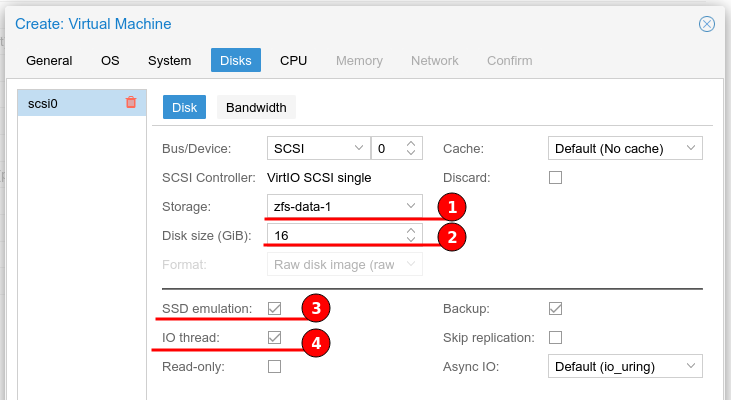 Create: Virtual Machine
General OS System Disks CPU Memory Network Confirm
scsi0
Disk Bandwidth
Bus/Device: SCSI 0 Cache: Default (No cache)
SCSI Controller: VirtIO SCSI single Discard:
Storage: zfs-data-1 1
Disk size (GiB): 16 2
Format: Raw disk image (raw
SSD emulation: 3 Backup:
IO thread: 4 Skip replication:
Read-only: Async IO: Default (io_uring)